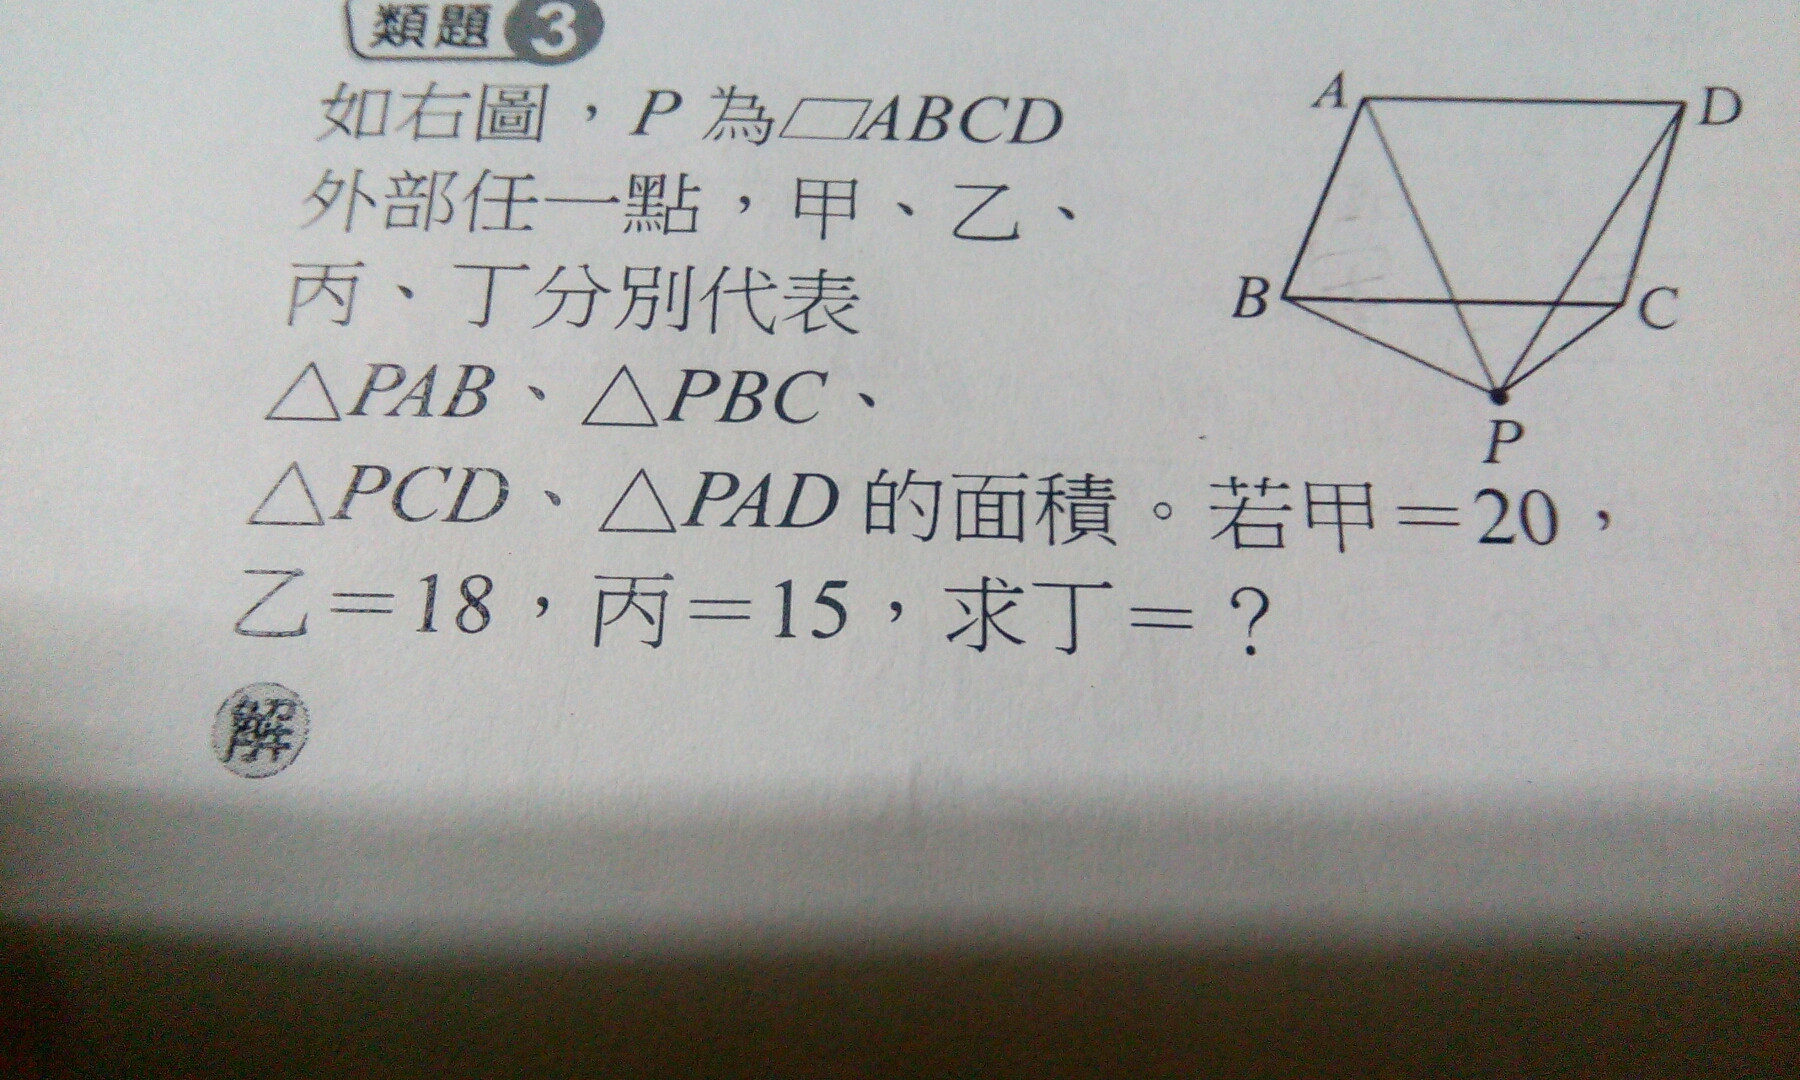 類題 3
如右圖，P 為▱ABCD
外部任一點，甲、乙、
丙、丁分別代表
△PAB、△PBC、
△PCD、△PAD 的面積。若甲＝20，
乙＝18，丙＝15，求丁＝？
解
A
D
B
C
P